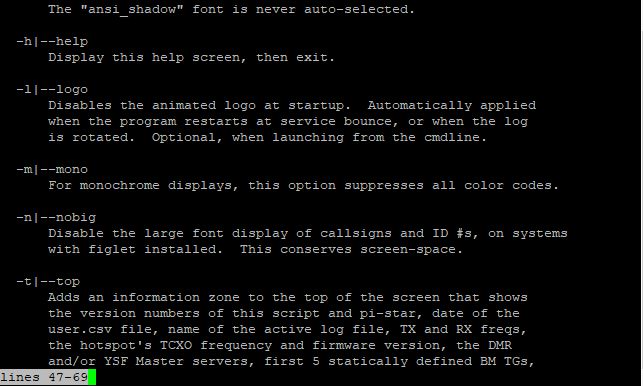 The "ansi_shadow" font is never auto-selected.
-h|--help
Display this help screen, then exit.
-l|--logo
Disables the animated logo at startup.  Automatically applied
when the program restarts at service bounce, or when the log
is rotated.  Optional, when launching from the cmdline.
-m|--mono
For monochrome displays, this option suppresses all color codes.
-n|--nobig
Disable the large font display of callsigns and ID #s, on systems
with figlet installed.  This conserves screen-space.
-t|--top
Adds an information zone to the top of the screen that shows
the version numbers of this script and pi-star, date of the
user.csv file, name of the active log file, TX and RX freqs,
the hotspot's TCXO frequency and firmware version, the DMR
and/or YSF Master servers, first 5 statically defined BM TGs,
lines 47-69